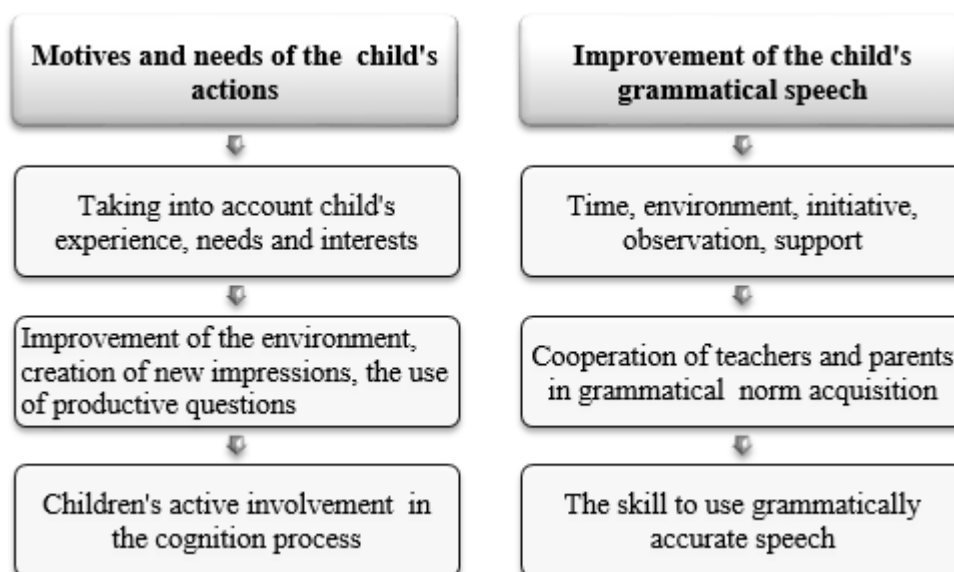 Motives and needs of the child's
actions
Taking into account child's
experience, needs and interests
Improvement of the environment,
creation of new impressions, the use
of productive questions
Children's active involvement in
the cognition process
Improvement of the child's
grammatical speech
Time, environment, initiative,
observation, support
Cooperation of teachers and parents
in grammatical norm acquisition
The skill to use grammatically
accurate speech